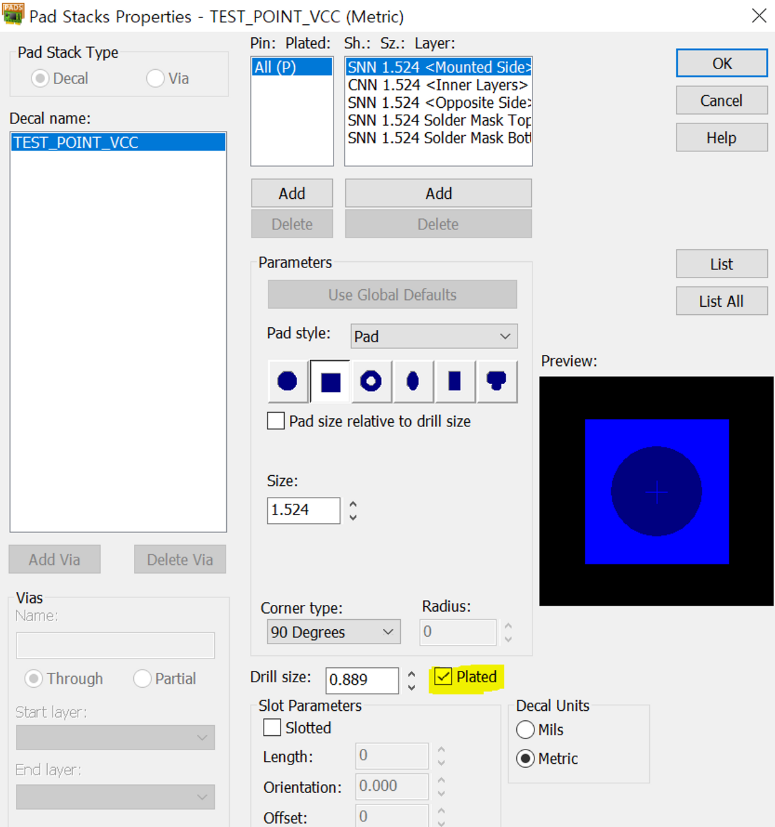 Pad Stacks Properties - TEST_POINT_VCC (Metric)
Pad Stack Type
Decal
Via
Decal name:
TEST_POINT_VCC
Add Via
Delete Via
Vias
Name:
Through
Partial
Start layer:
End layer:
Pin: Plated:
All (P)
Add
Delete
Sh.: Sz.: Layer:
SNN 1.524 <Mounted Side>
CNN 1.524 <Inner Layers>
SNN 1.524 <Opposite Side>
SNN 1.524 Solder Mask Top
SNN 1.524 Solder Mask Bott
Add
Delete
Parameters
Use Global Defaults
Pad style: Pad
Pad size relative to drill size
Size:
1.524
Corner type:
90 Degrees
Radius:
0
Drill size: 0.889
Plated
Slot Parameters
Slotted
Length: 0
Orientation: 0.000
Offset: 0
Decal Units
Mils
Metric
OK
Cancel
Help
List
List All
Preview: